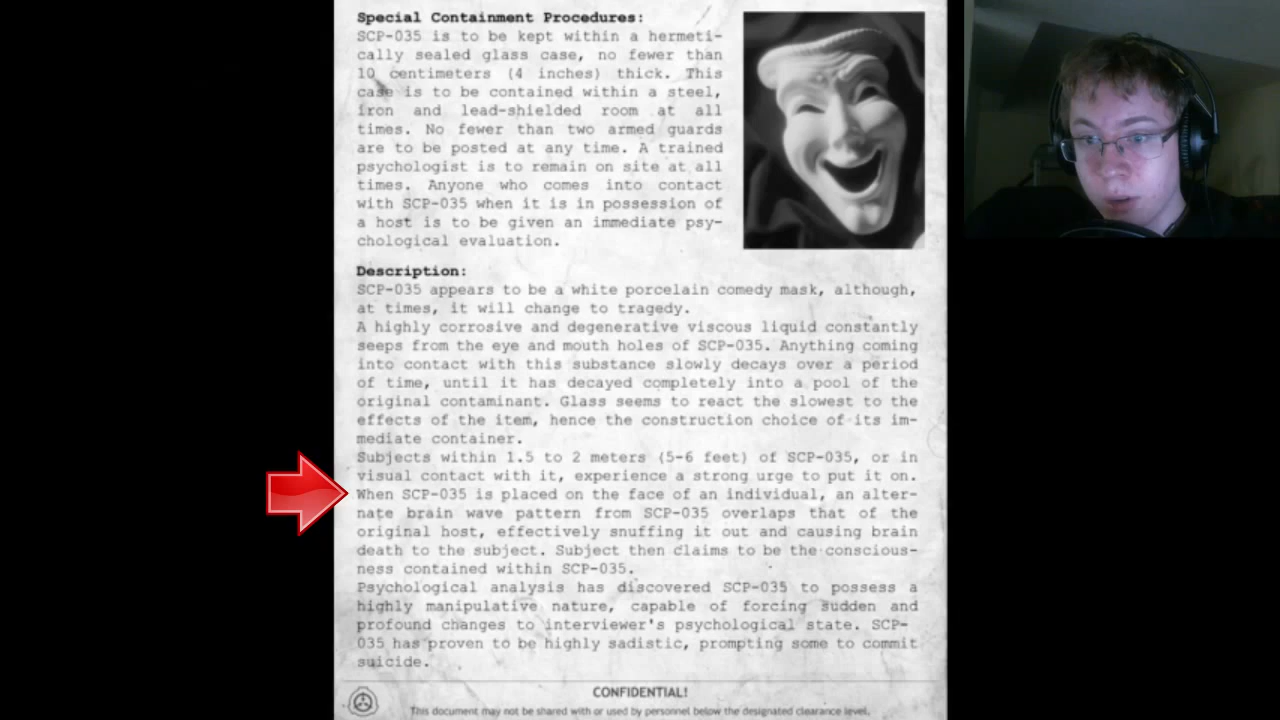 Special Containment Procedures:
SCP-035 is to be kept within a hermeti-
cally sealed glass case, no fewer than
10 centimeters (4 inches) thick. This
case is to be contained within a steel,
iron and lead-shielded room at all
times. No fewer than two armed guards
are to be posted at any time. A trained
psychologist is to remain on site at all
times. Anyone who comes into contact
with SCP-035 when it is in possession of
a host is to be given an immediate psy-
chological evaluation.
Description:
SCP-035 appears to be a white porcelain comedy mask, although,
at times, it will change to tragedy.
A highly corrosive and degenerative viscous liquid constantly
seeps from the eye and mouth holes of SCP-035. Anything coming
into contact with this substance slowly decays over a period
of time, until it has decayed completely into a pool of the
original contaminant. Glass seems to react the slowest to the
effects of the item, hence the construction choice of its im-
mediate container.
Subjects within 1.5 to 2 meters (5-6 feet) of SCP-035, or in
visual contact with it, experience a strong urge to put it on.
When SCP-035 is placed on the face of an individual, an alter-
nate brain wave pattern from SCP-035 overlaps that of the
original host, effectively snuffing it out and causing brain
death to the subject. Subject then claims to be the conscious-
ness contained within SCP-035.
Psychological analysis has discovered SCP-035 to possess a
highly manipulative nature, capable of forcing sudden and
profound changes to interviewer's psychological state. SCP-
035 has proven to be highly sadistic, prompting some to commit
suicide.
CONFIDENTIAL!
This document may not be shared with or used by personnel below the designated clearance level.